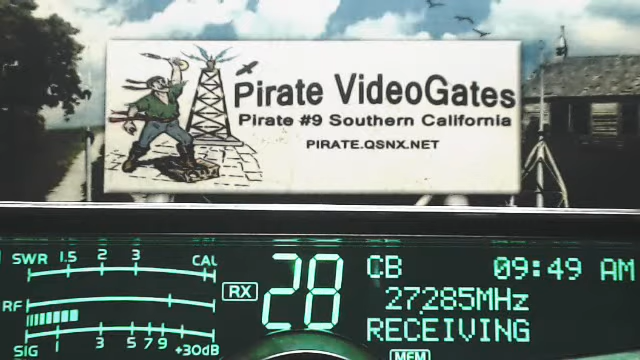 Pirate VideoGates
Pirate #9 Southern California
PIRATE.QSNX.NET
SWR 1.5 2 3 CAL
RX 28 CB 09:49 AM
27285MHz
RF
RECEIVING
SIG 1 3 5 7 9 +30dB
MEM